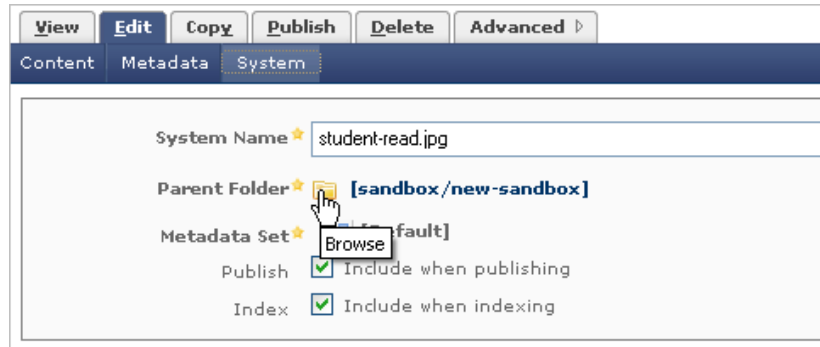 View Edit Copy Publish Delete Advanced
Content Metadata System
System Name student-read.jpg
Parent Folder [sandbox/new-sandbox]
Metadata Set
Browse
Publish Include when publishing
Index Include when indexing